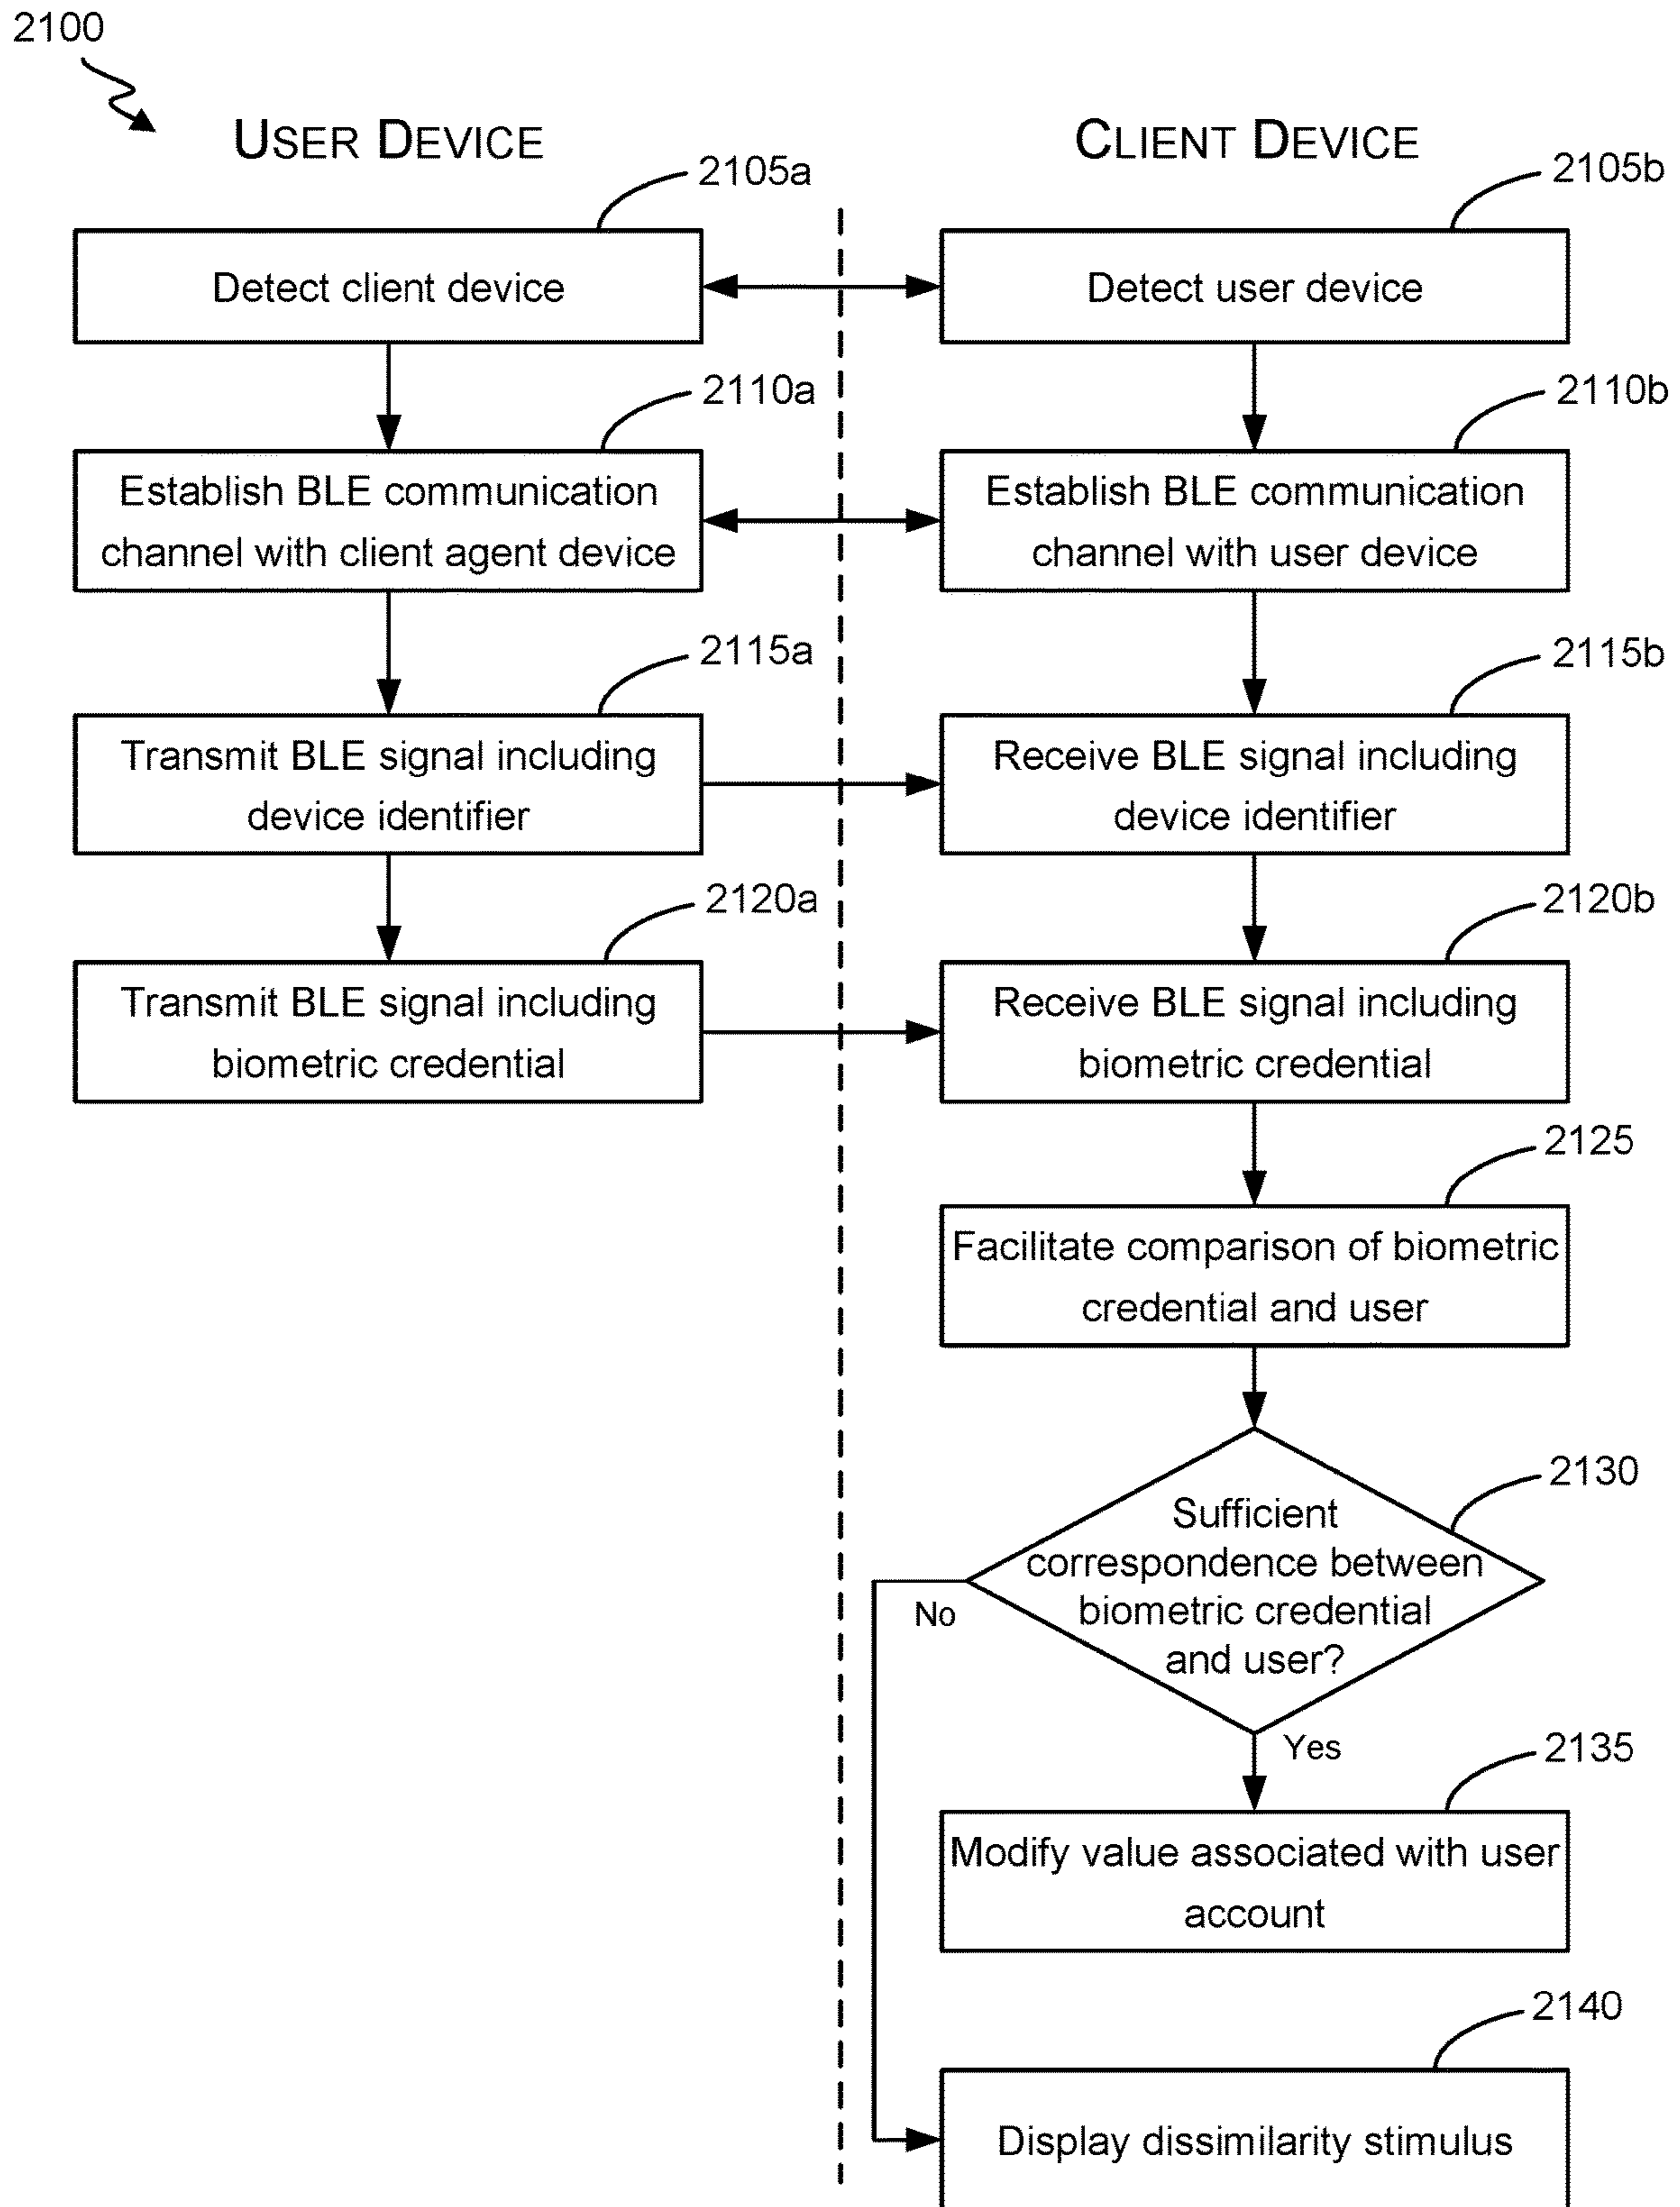 2100
USER DEVICE
CLIENT DEVICE
2105a
2105b
Detect client device
Detect user device
2110a
2110b
Establish BLE communication
channel with client agent device
Establish BLE communication
channel with user device
2115a
2115b
Transmit BLE signal including
device identifier
Receive BLE signal including
device identifier
2120a
2120b
Transmit BLE signal including
biometric credential
Receive BLE signal including
biometric credential
2125
Facilitate comparison of biometric
credential and user
2130
Sufficient
correspondence between
biometric credential
and user?
No
Yes
2135
Modify value associated with user
account
2140
Display dissimilarity stimulus